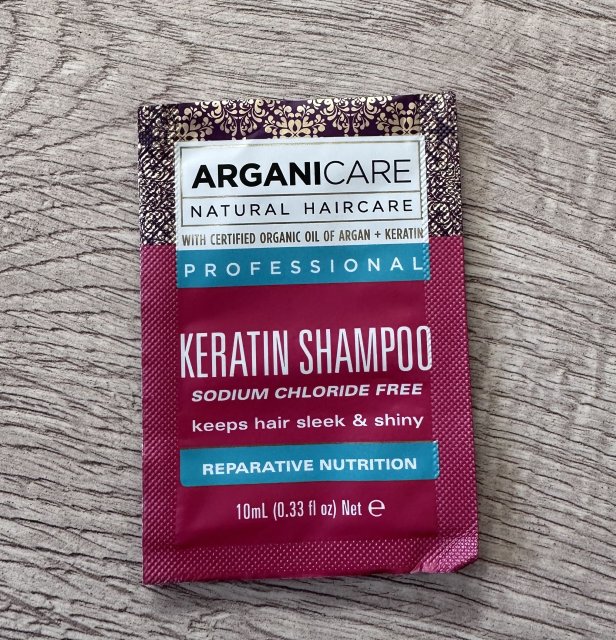 ARGANICARE
NATURAL HAIRCARE
WITH CERTIFIED ORGANIC OIL OF ARGAN + KERATIN
PROFESSIONAL
KERATIN SHAMPOO
SODIUM CHLORIDE FREE
keeps hair sleek & shiny
REPARATIVE NUTRITION
10mL (0.33 fl oz) Net ℮